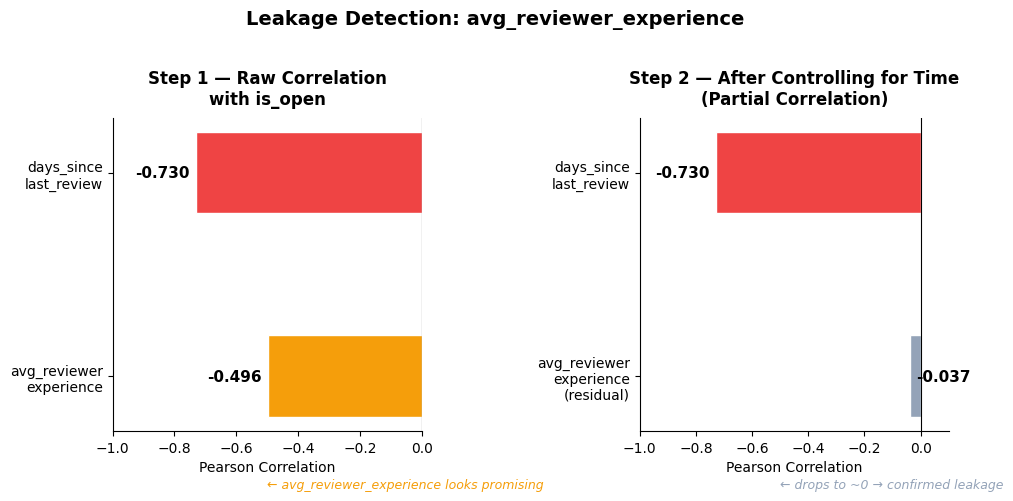 Leakage Detection: avg_reviewer_experience
Step 1 — Raw Correlation
with is_open
days_since
last_review
-0.730
avg_reviewer
experience
-0.496
−1.0 −0.8 −0.6 −0.4 −0.2 0.0
Pearson Correlation
← avg_reviewer_experience looks promising
Step 2 — After Controlling for Time
(Partial Correlation)
days_since
last_review
-0.730
avg_reviewer
experience
(residual)
-0.037
−1.0 −0.8 −0.6 −0.4 −0.2 0.0
Pearson Correlation
← drops to ~0 → confirmed leakage